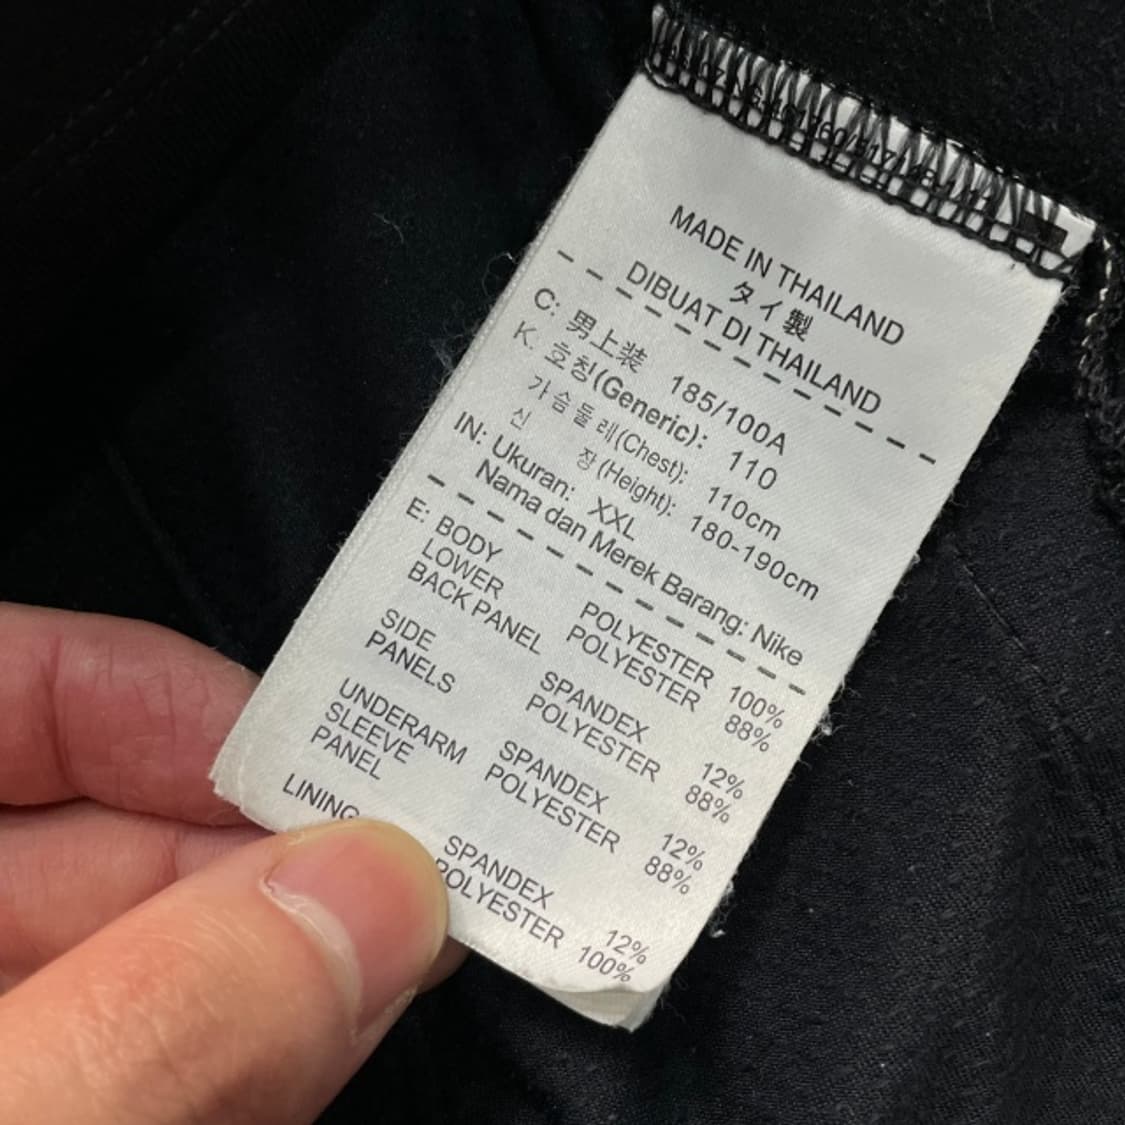 MADE IN THAILAND
タイ製
DIBUAT DI THAILAND
C: 男上装 185/100A
K. 호칭(Generic): 110
가슴둘레(Chest): 110cm
신 장(Height): 180-190cm
IN: Ukuran: XXL
Nama dan Merek Barang: Nike
E: BODY POLYESTER 100%
LOWER POLYESTER 88%
BACK PANEL SPANDEX 12%
SIDE POLYESTER 88%
PANELS SPANDEX 12%
UNDERARM POLYESTER 88%
SLEEVE
PANEL SPANDEX 12%
LINING POLYESTER 100%